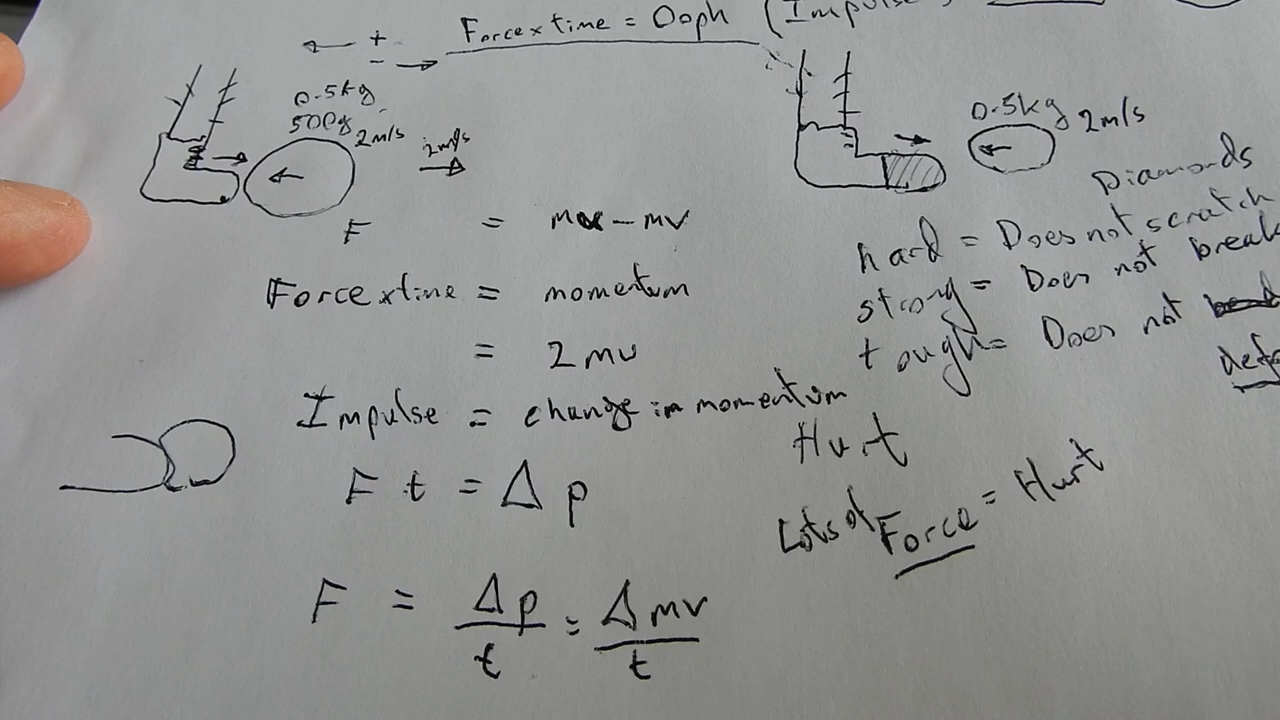 Force x time = Ooph (Impulse
+
-
0.5kg
500g
2m/s
2m/s
0.5kg
2m/s
Diamonds
F = mu - mv
hard = Does not scratch
Force x time = momentum
strong = Does not break
= 2mv
tough = Does not
Impulse = change in momentum
Hurt
F t = Δ p
Lots of Force = Hurt
F = Δp/t = Δmv/t